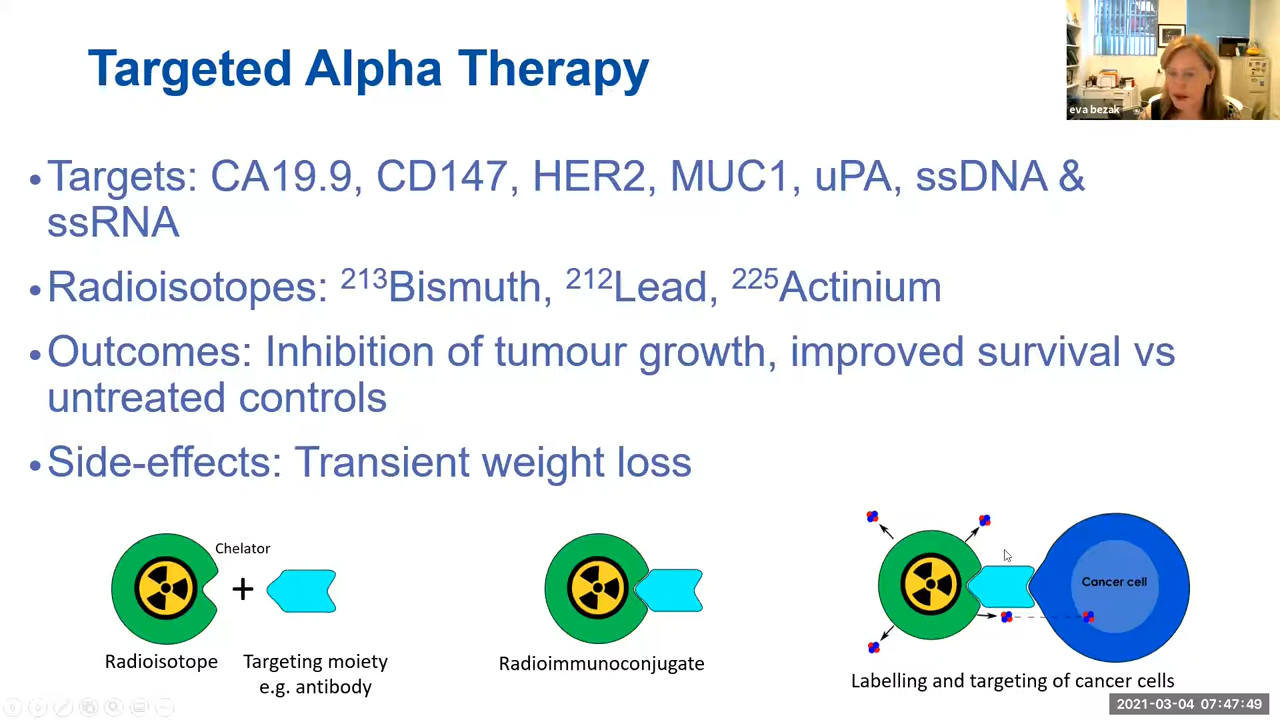 Targeted Alpha Therapy
eva bezak
•Targets: CA19.9, CD147, HER2, MUC1, uPA, ssDNA &
ssRNA
•Radioisotopes: ²¹³Bismuth, ²¹²Lead, ²²⁵Actinium
•Outcomes: Inhibition of tumour growth, improved survival vs
untreated controls
•Side-effects: Transient weight loss
Chelator
+
Radioisotope
Targeting moiety
e.g. antibody
Radioimmunoconjugate
Cancer cell
Labelling and targeting of cancer cells
2021-03-04 07:47:49